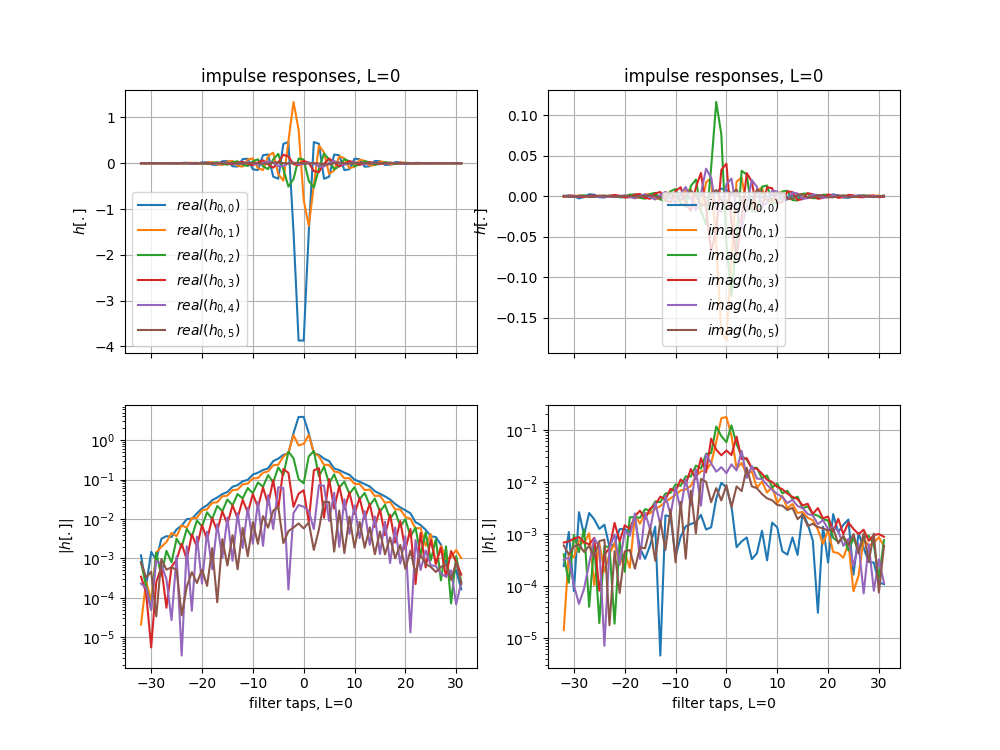 impulse responses, L=0
impulse responses, L=0
h[.]
1
0
−1
−2
−3
−4
real(h0,0)
real(h0,1)
real(h0,2)
real(h0,3)
real(h0,4)
real(h0,5)
h[.]
0.10
0.05
0.00
−0.05
−0.10
−0.15
imag(h0,0)
imag(h0,1)
imag(h0,2)
imag(h0,3)
imag(h0,4)
imag(h0,5)
|h[.]|
10⁰
10⁻¹
10⁻²
10⁻³
10⁻⁴
10⁻⁵
−30 −20 −10 0 10 20 30
filter taps, L=0
|h[.]|
10⁻¹
10⁻²
10⁻³
10⁻⁴
10⁻⁵
−30 −20 −10 0 10 20 30
filter taps, L=0